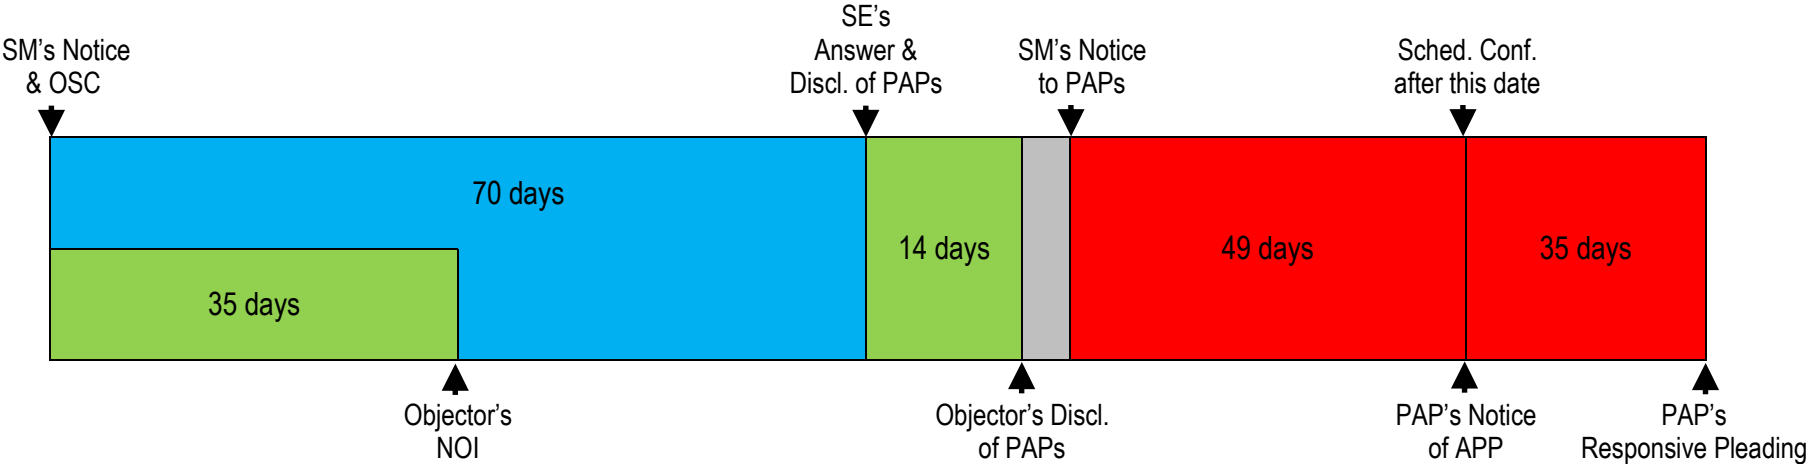 SM’s Notice
& OSC
SE’s
Answer &
Discl. of PAPs
SM’s Notice
to PAPs
Sched. Conf.
after this date
70 days
35 days
14 days
49 days
35 days
Objector’s
NOI
Objector’s Discl.
of PAPs
PAP’s Notice
of APP
PAP’s
Responsive Pleading